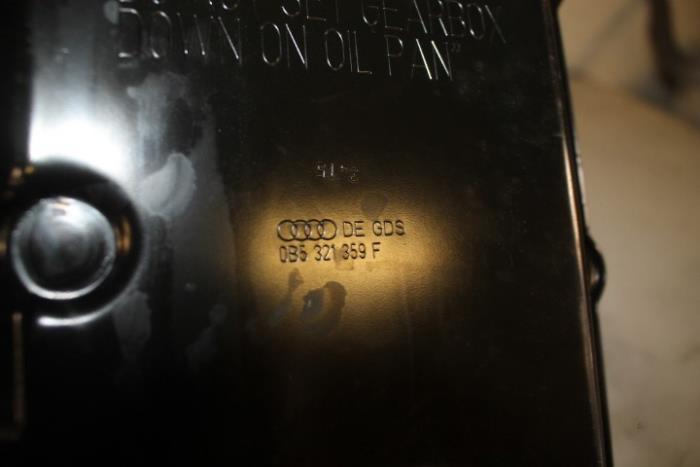 SET GEARBOX
DOWN ON OIL PAN"
DE GDS
0B5 321 359 F